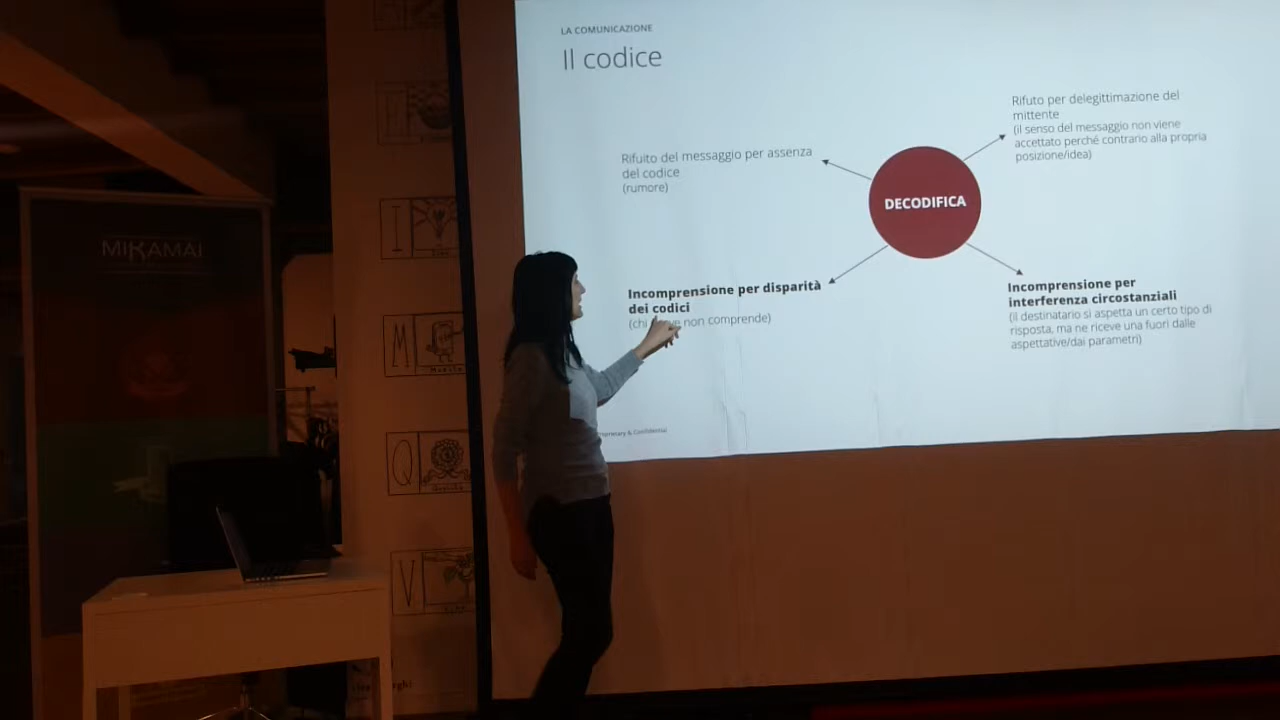 LA COMUNICAZIONE
Il codice
Rifuito del messaggio per assenza
del codice
(rumore)
DECODIFICA
Rifuto per delegittimazione del
mittente
(il senso del messaggio non viene
accettato perché contrario alla propria
posizione/idea)
Incomprensione per disparità
dei codici
(chi non comprende)
Incomprensione per
interferenza circostanziali
(il destinatario si aspetta un certo tipo di
risposta, ma ne riceve una fuori dalle
aspettative/dai parametri)
& Confidential
MIRAMAI
I
M
Q
V